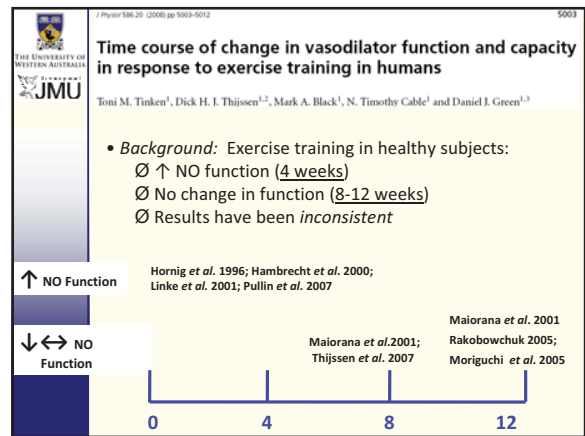 J Physiol 586.20 (2008) pp 5003–5012
5003
THE UNIVERSITY OF
WESTERN AUSTRALIA
Liverpool
JMU
Time course of change in vasodilator function and capacity
in response to exercise training in humans
Toni M. Tinken¹, Dick H. J. Thijssen¹,², Mark A. Black¹, N. Timothy Cable¹ and Daniel J. Green¹,³
• Background: Exercise training in healthy subjects:
Ø ↑ NO function (4 weeks)
Ø No change in function (8-12 weeks)
Ø Results have been inconsistent
↑ NO Function
Hornig et al. 1996; Hambrecht et al. 2000;
Linke et al. 2001; Pullin et al. 2007
↓↔ NO
Function
Maiorana et al.2001;
Thijssen et al. 2007
Maiorana et al. 2001
Rakobowchuk 2005;
Moriguchi et al. 2005
0 4 8 12